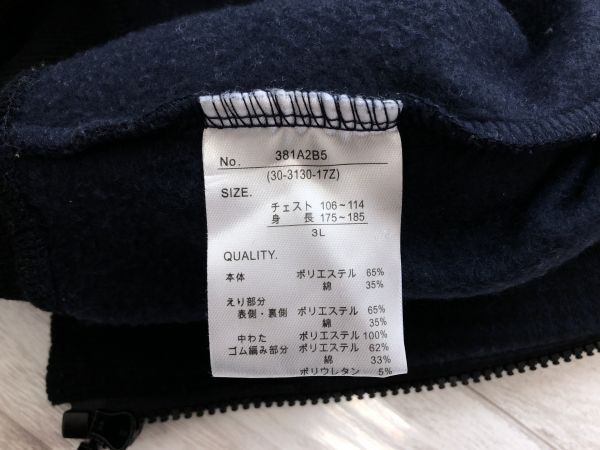 No. 381A2B5
(30-3130-17Z)
SIZE.
チェスト 106~114
身 長 175~185
3L
QUALITY.
本体 ポリエステル 65%
綿 35%
えり部分
表側・裏側 ポリエステル 65%
綿 35%
中わた ポリエステル 100%
ゴム編み部分 ポリエステル 62%
綿 33%
ポリウレタン 5%